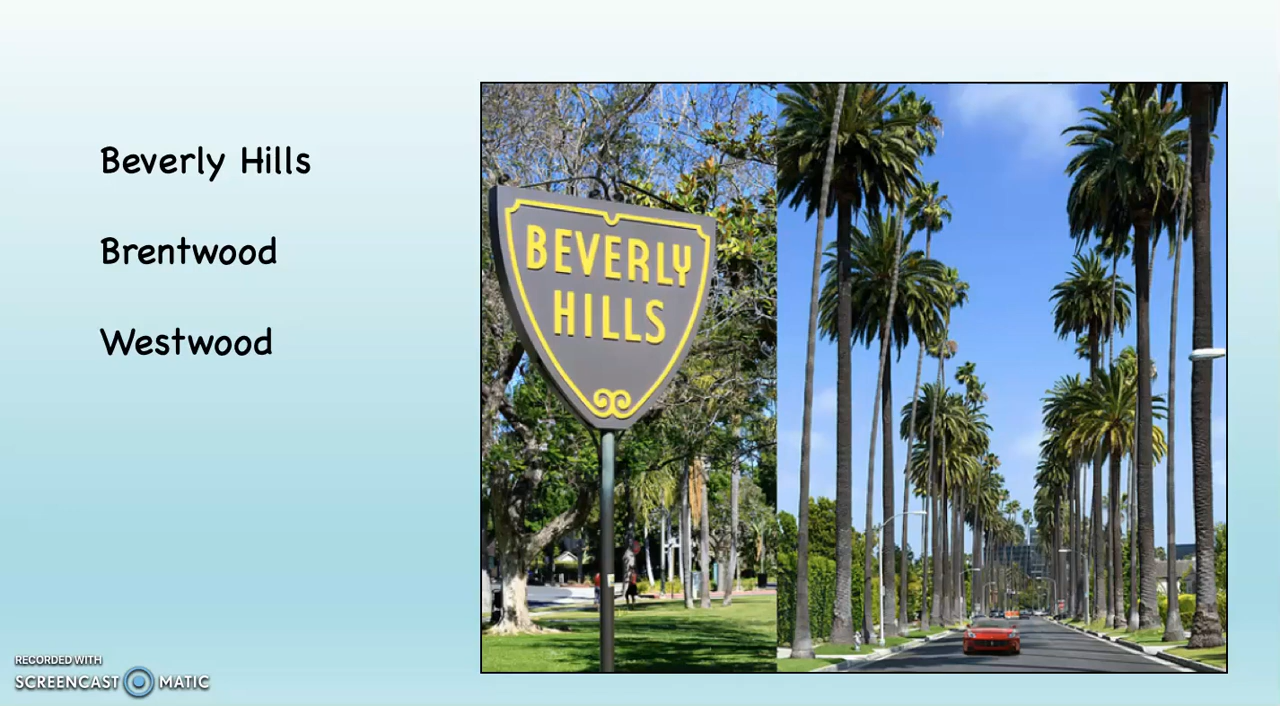 Beverly Hills
Brentwood
Westwood
BEVERLY
HILLS
RECORDED WITH
SCREENCAST MATIC